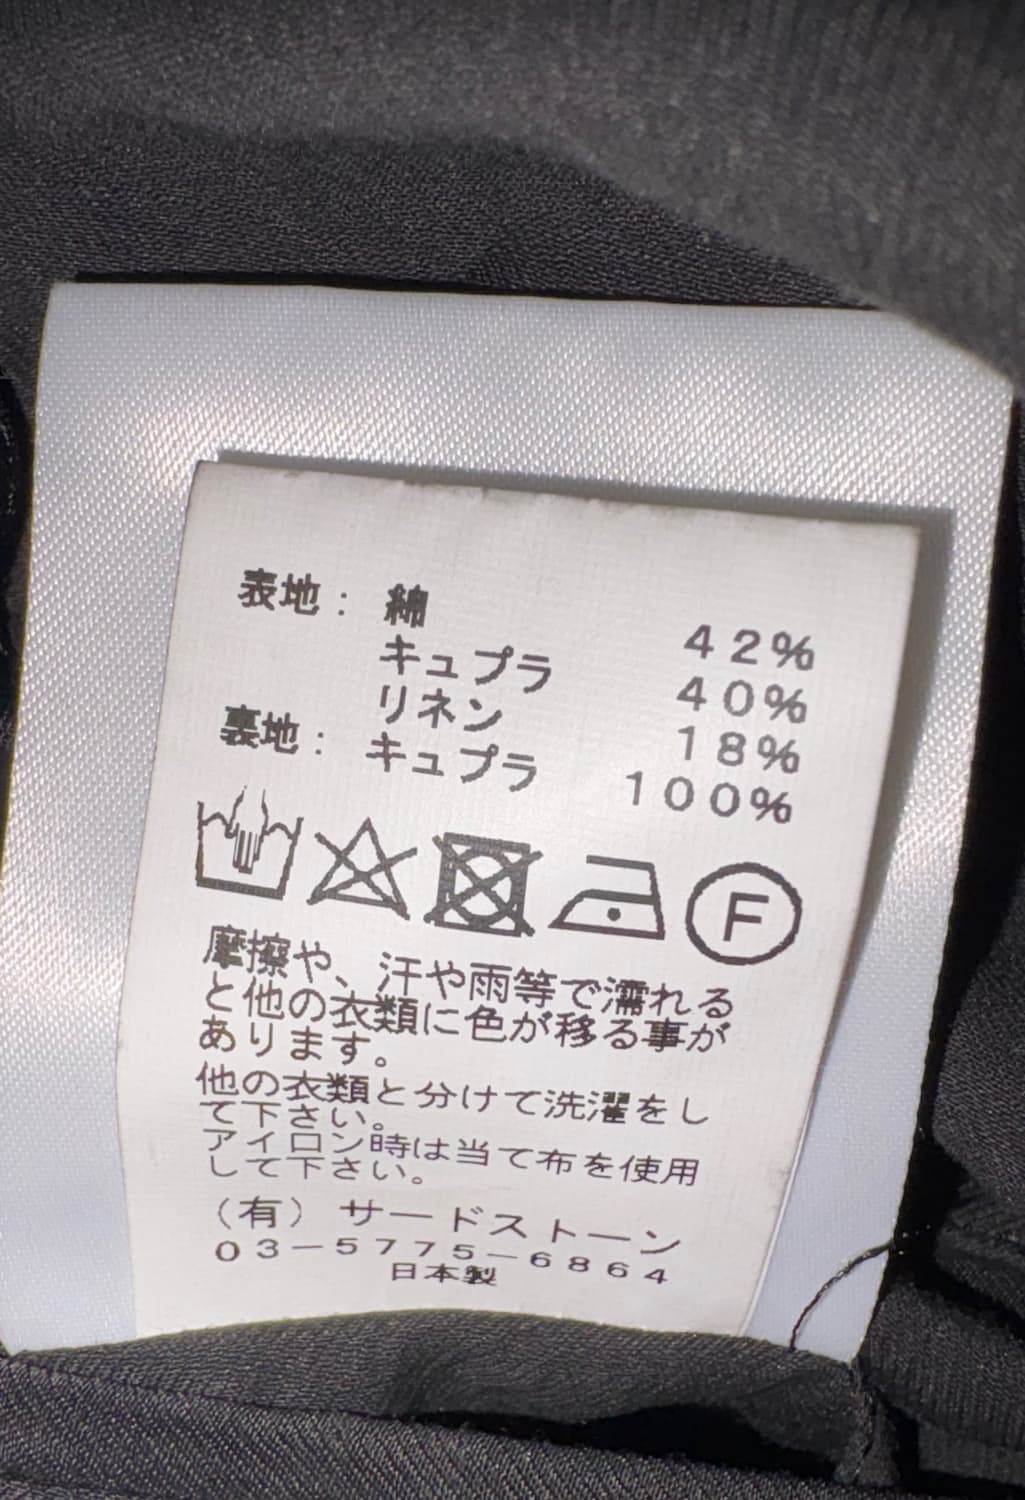 表地： 綿 42%
キュプラ 40%
リネン 18%
裏地： キュプラ 100%
F
摩擦や、汗や雨等で濡れる
と他の衣類に色が移る事が
あります。
他の衣類と分けて洗濯をし
て下さい。
アイロン時は当て布を使用
して下さい。
（有）サードストーン
03－5775－6864
日本製